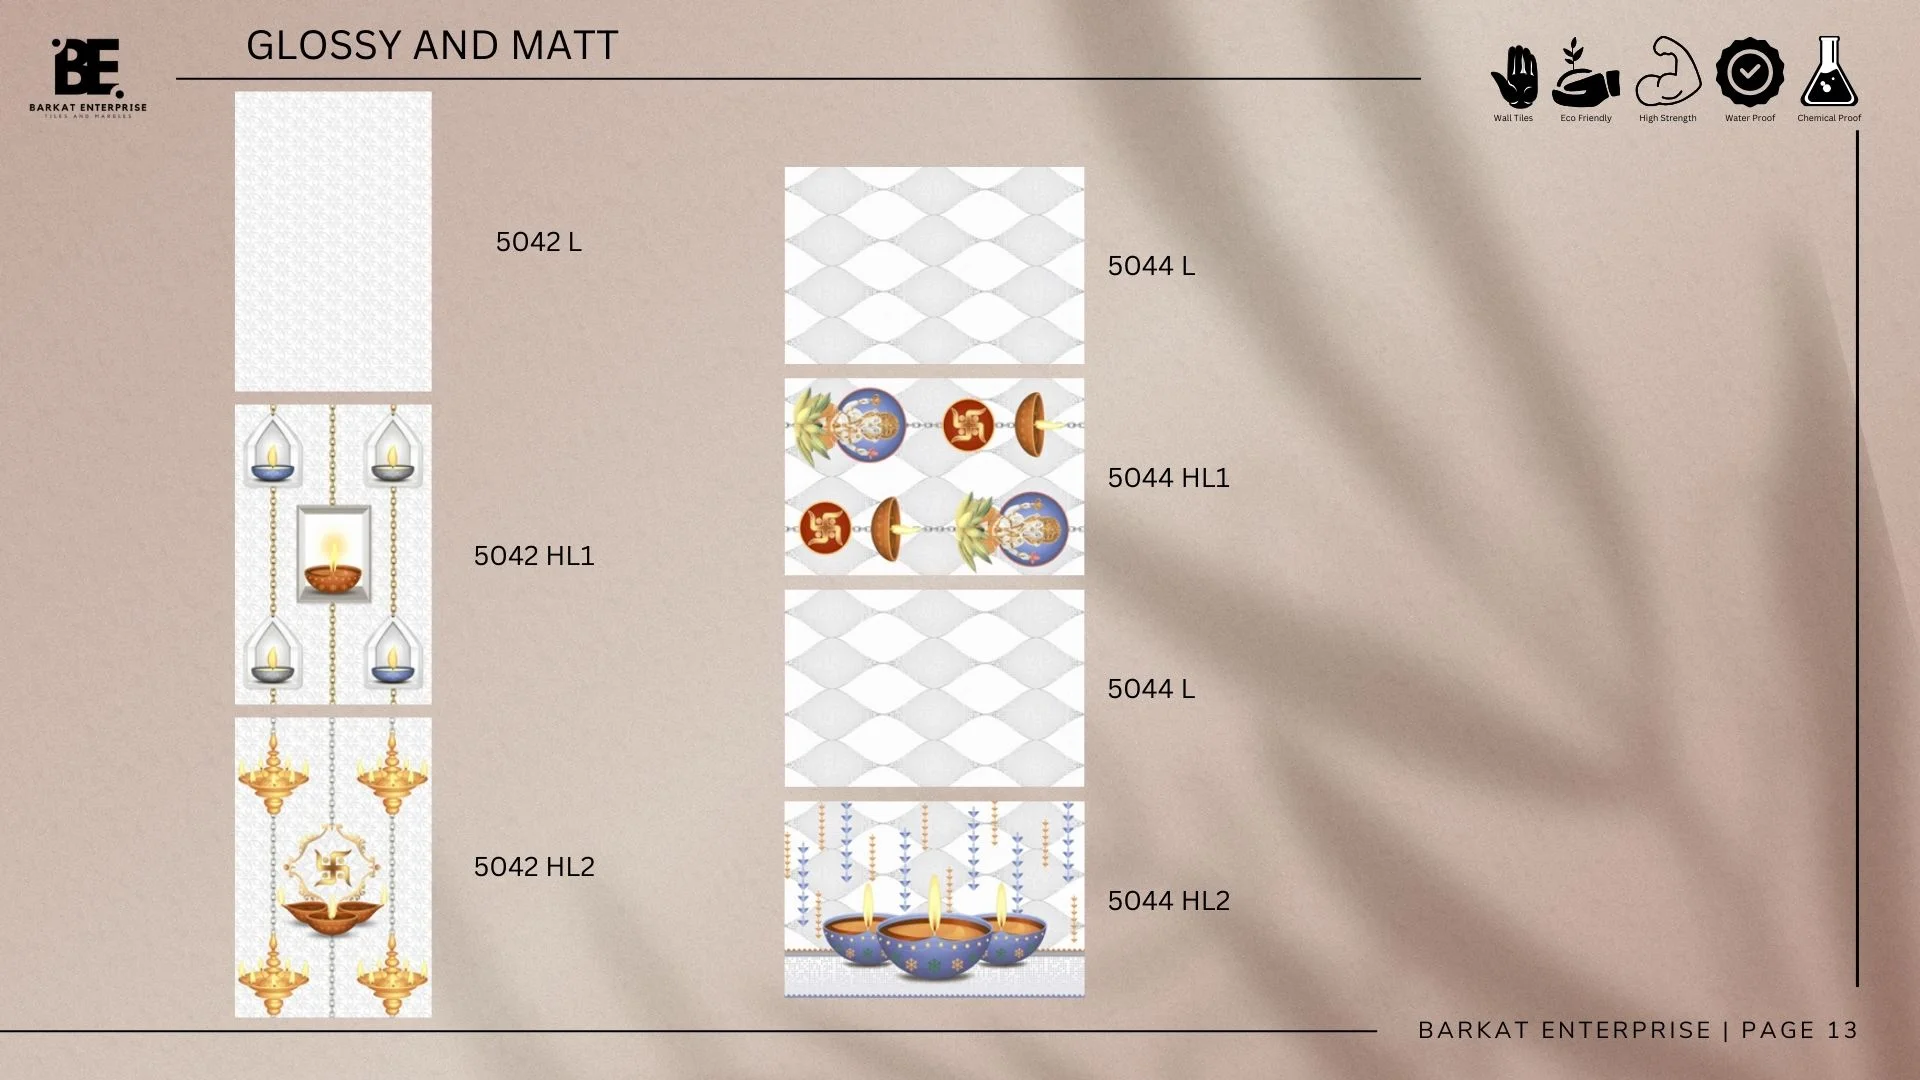 GLOSSY AND MATT
BE.
BARKAT ENTERPRISE
TILES AND MARBLES
Wall Tiles
Eco Friendly
High Strength
Water Proof
Chemical Proof
5042 L
5042 HL1
5042 HL2
5044 L
5044 HL1
5044 L
5044 HL2
BARKAT ENTERPRISE | PAGE 13